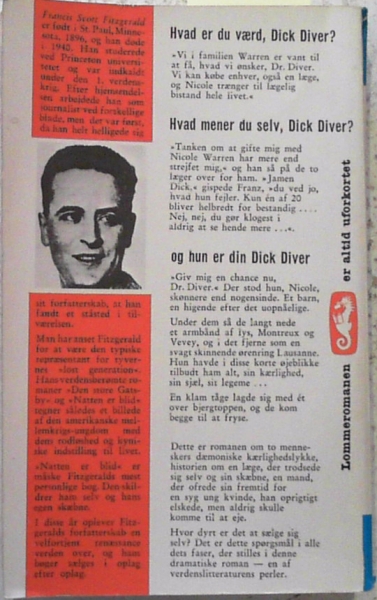 Francis Scott Fitzgerald
er født i St. Paul, Minne-
sota, 1896, og han døde
i 1940. Han studerede
ved Princeton univer-
sitetet og var indkaldt
under den 1. verdens-
krig. Efter hjemsendel-
sen arbejdede han som
journalist ved forskellige
blade, men det var først,
da han helt helligede sig
sit forfatterskab, at han
fandt et ståsted i til-
værelsen.
Man har anset Fitzgerald
for at være den typiske
repræsentant for tyver-
nes «lost generation».
Hans verdensberømte ro-
maner »Den store Gats-
by« og »Natten er blid«
tegner således et billede
af den amerikanske mel-
lemkrigs-ungdom med
dens rodløshed og kyni-
ske indstilling til livet.
»Natten er blid« er
måske Fitzgeralds mest
personlige bog. Den skil-
drer ham selv og hans
egen skæbne.
I disse år oplever Fitz-
geralds forfatterskab en
velfortjent renæssance
verden over, og hans
bøger sælges i oplag
efter oplag.
Hvad er du værd, Dick Diver?
»Vi i familien Warren er vant til
at få, hvad vi ønsker, Dr. Diver.
Vi kan købe enhver, også en læge,
og Nicole trænger til lægelig
bistand hele livet.«
Hvad mener du selv, Dick Diver?
»Tanken om at gifte mig med
Nicole Warren har mere end
strejfet mig,« og han så på de to
læger over for ham. »Jamen
Dick,« gispede Franz, »du ved jo,
hvad hun fejler. Kun én af 20
bliver helbredt for bestandig ....
Nej, nej, du gør klogest i
aldrig at se hende mere ...«.
og hun er din Dick Diver
»Giv mig en chance nu,
Dr. Diver.« Der stod hun, Nicole,
skønnere end nogensinde. Et barn,
en higende efter det uopnåelige.
Under dem så de langt nede
et armbånd af lys, Montreux og
Vevey, og i det fjerne som en
svagt skinnende ørering Lausanne.
Hun havde i disse korte øjeblikke
tilbudt ham alt, sin kærlighed,
sin sjæl, sit legeme ...
En klam tåge lagde sig med ét
over bjergtoppen, og de kom
begge til at fryse.
Dette er romanen om to menne-
skers dæmoniske kærlighedslykke,
historien om en læge, der trodsede
sig selv og sin skæbne, en mand,
der ofrede sin fremtid for
en syg ung kvinde, han oprigtigt
elskede, men aldrig skulle
komme til at eje.
Hvor dyrt er det at sælge sig
selv? Det er dette spørgsmål i alle
dets faser, der stilles i denne
dramatiske roman — en af
verdenslitteraturens perler.
Lommeromanen er altid uforkortet